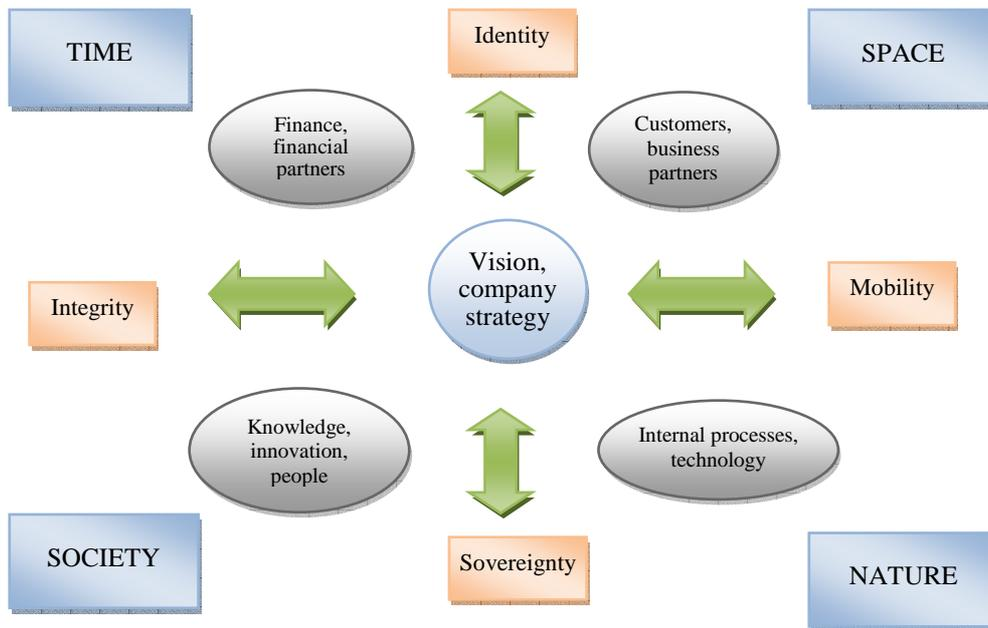 TIME
Identity
SPACE
Finance,
financial
partners
Customers,
business
partners
Integrity
Vision,
company
strategy
Mobility
Knowledge,
innovation,
people
Internal processes,
technology
SOCIETY
Sovereignty
NATURE